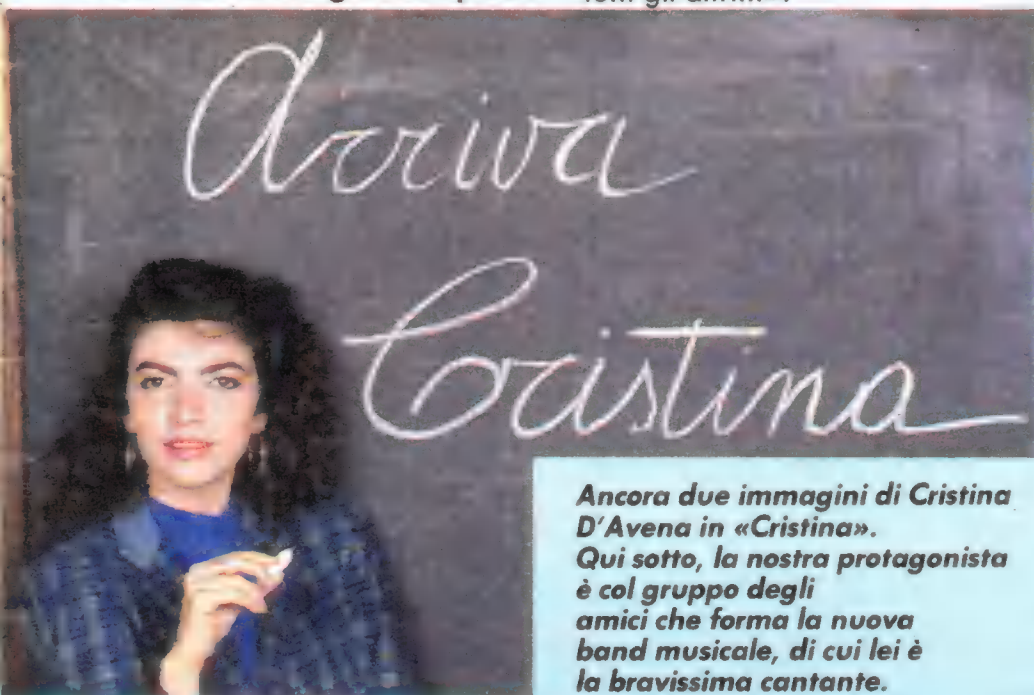 Arriva
Cristina
Ancora due immagini di Cristina
D'Avena in «Cristina».
Qui sotto, la nostra protagonista
è col gruppo degli
amici che forma la nuova
band musicale, di cui lei è
la bravissima cantante.